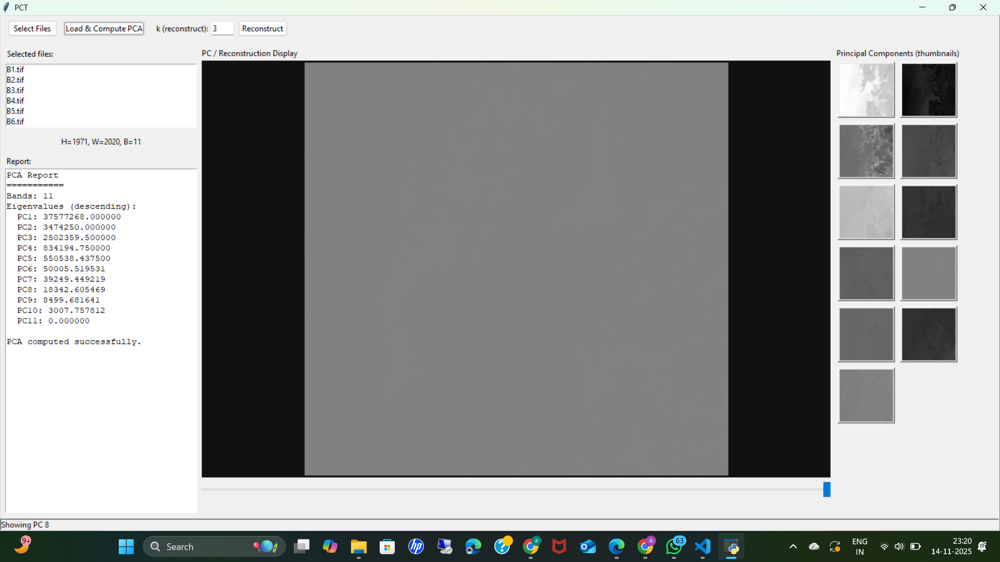 PCT
Select Files
Load & Compute PCA
k (reconstruct): 3
Reconstruct
Selected files:
B1.tif
B2.tif
B3.tif
B4.tif
B5.tif
B6.tif
H=1971, W=2020, B=11
Report:
PCA Report
===========
Bands: 11
Eigenvalues (descending):
PC1: 37577268.000000
PC2: 3474250.000000
PC3: 2502359.500000
PC4: 834194.750000
PC5: 550538.437500
PC6: 50005.519531
PC7: 39249.449219
PC8: 18342.605469
PC9: 8499.681641
PC10: 3007.757812
PC11: 0.000000
PCA computed successfully.
PC / Reconstruction Display
Principal Components (thumbnails)
Showing PC 8
9+
Search
hp
a
A
63
ENG
IN
23:20
14-11-2025